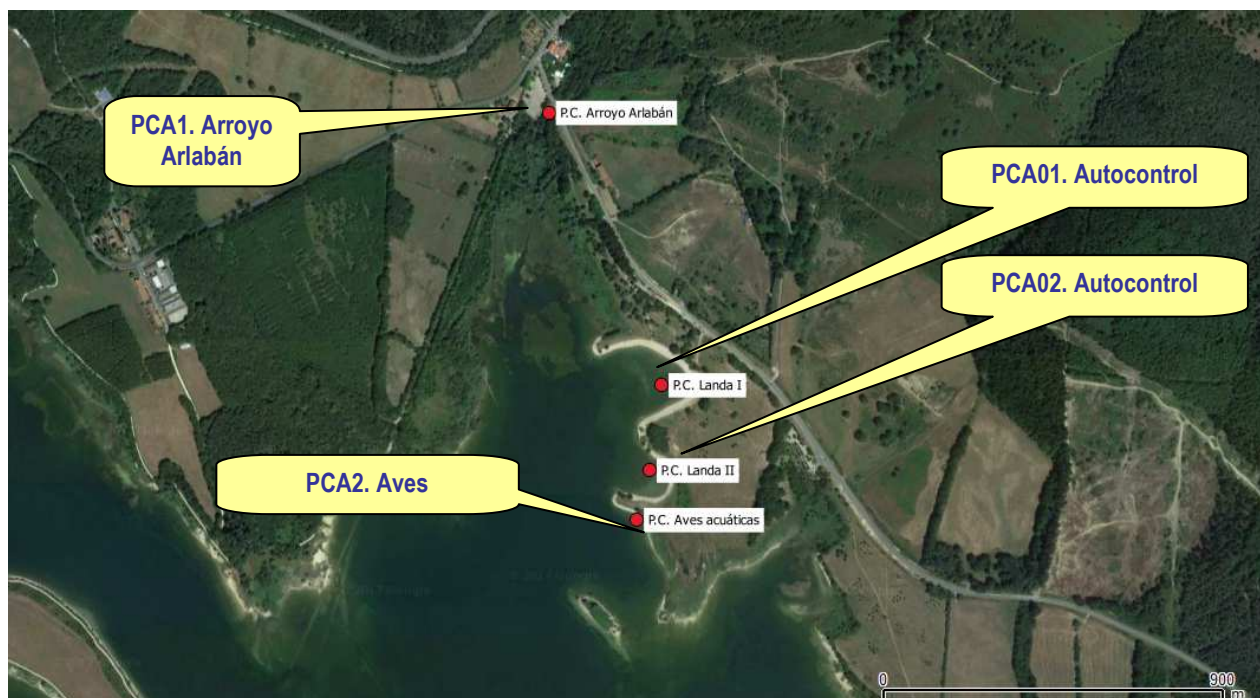 PCA1. Arroyo
Arlabán
P.C. Arroyo Arlabán
PCA01. Autocontrol
PCA02. Autocontrol
P.C. Landa I
P.C. Landa II
PCA2. Aves
P.C. Aves acuáticas
0
900
m